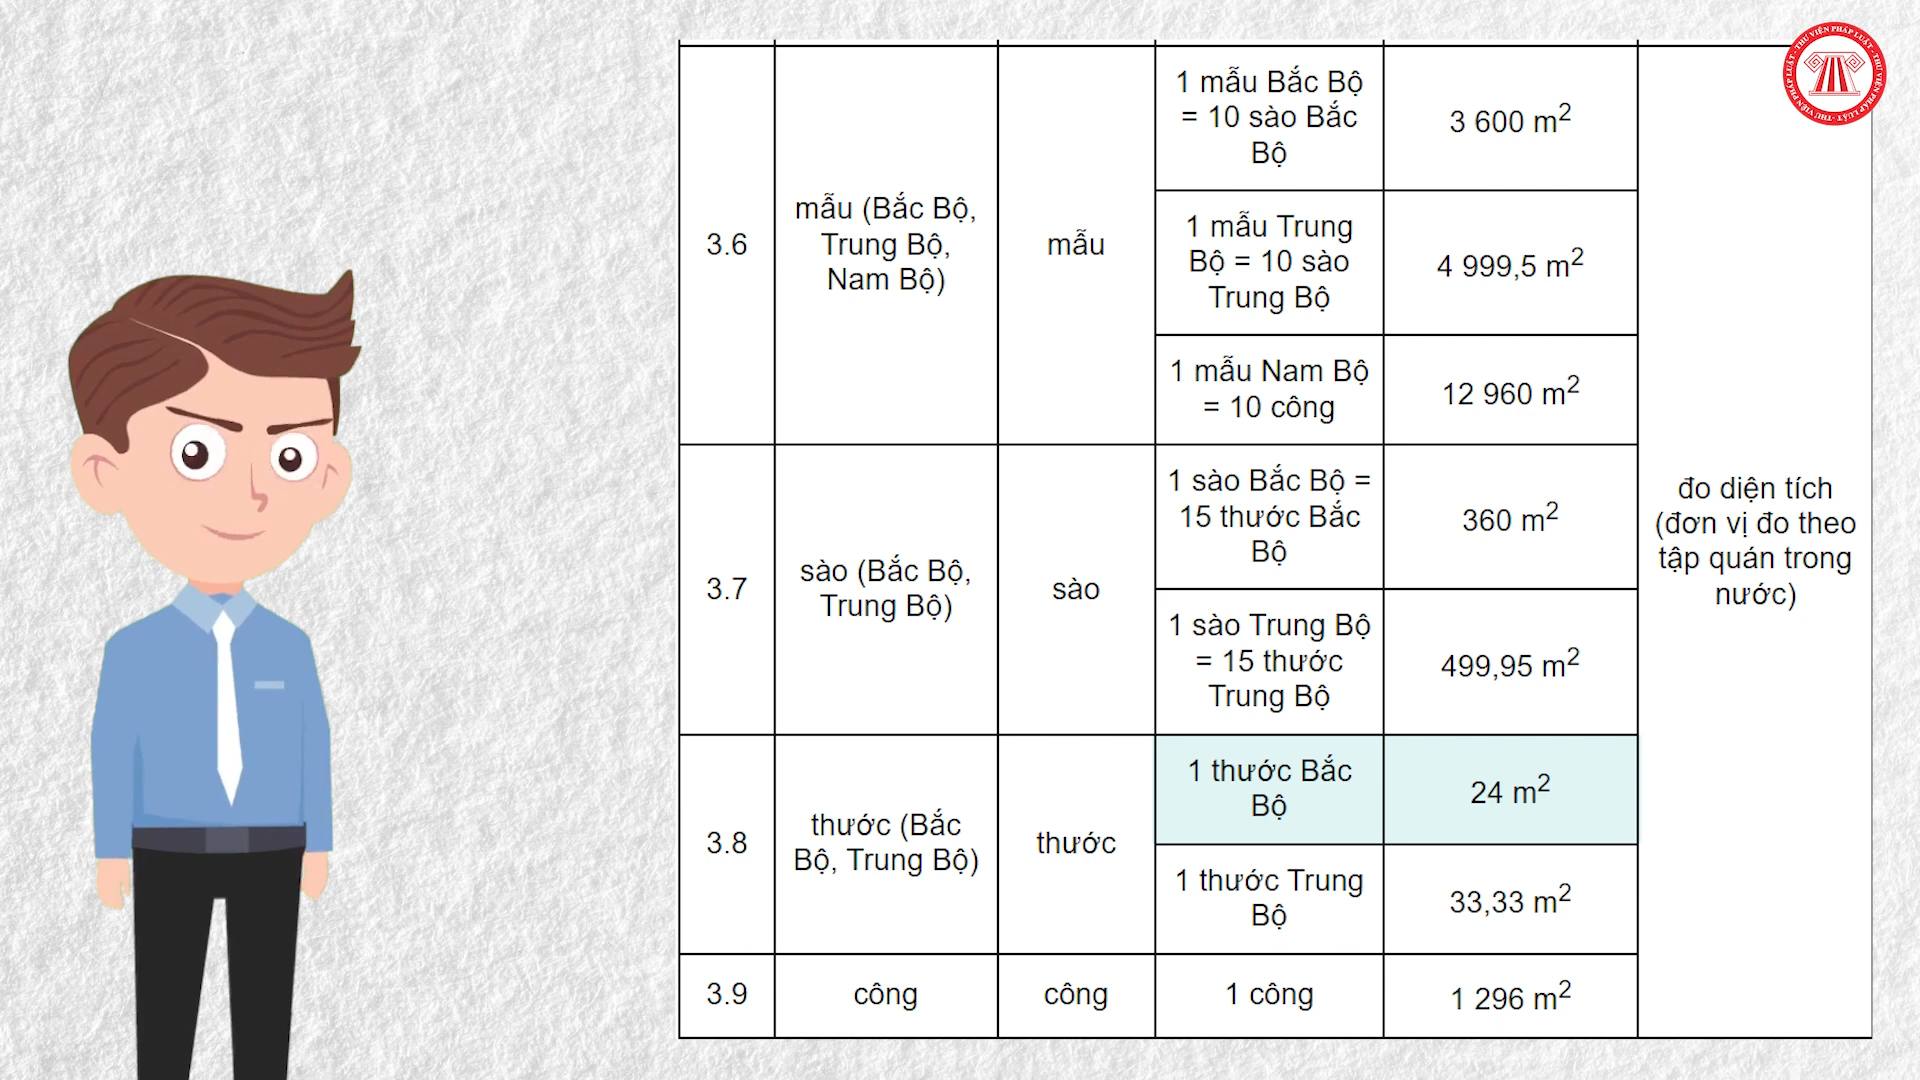 THƯ VIỆN PHÁP LUẬT
1 mẫu Bắc Bộ
= 10 sào Bắc
Bộ
3 600 m²
mẫu (Bắc Bộ,
Trung Bộ,
Nam Bộ)
3.6
mẫu
1 mẫu Trung
Bộ = 10 sào
Trung Bộ
4 999,5 m²
1 mẫu Nam Bộ
= 10 công
12 960 m²
đo diện tích
(đơn vị đo theo
tập quán trong
nước)
3.7
sào (Bắc Bộ,
Trung Bộ)
sào
1 sào Bắc Bộ =
15 thước Bắc
Bộ
360 m²
1 sào Trung Bộ
= 15 thước
Trung Bộ
499,95 m²
3.8
thước (Bắc
Bộ, Trung Bộ)
thước
1 thước Bắc
Bộ
24 m²
1 thước Trung
Bộ
33,33 m²
3.9
công
công
1 công
1 296 m²